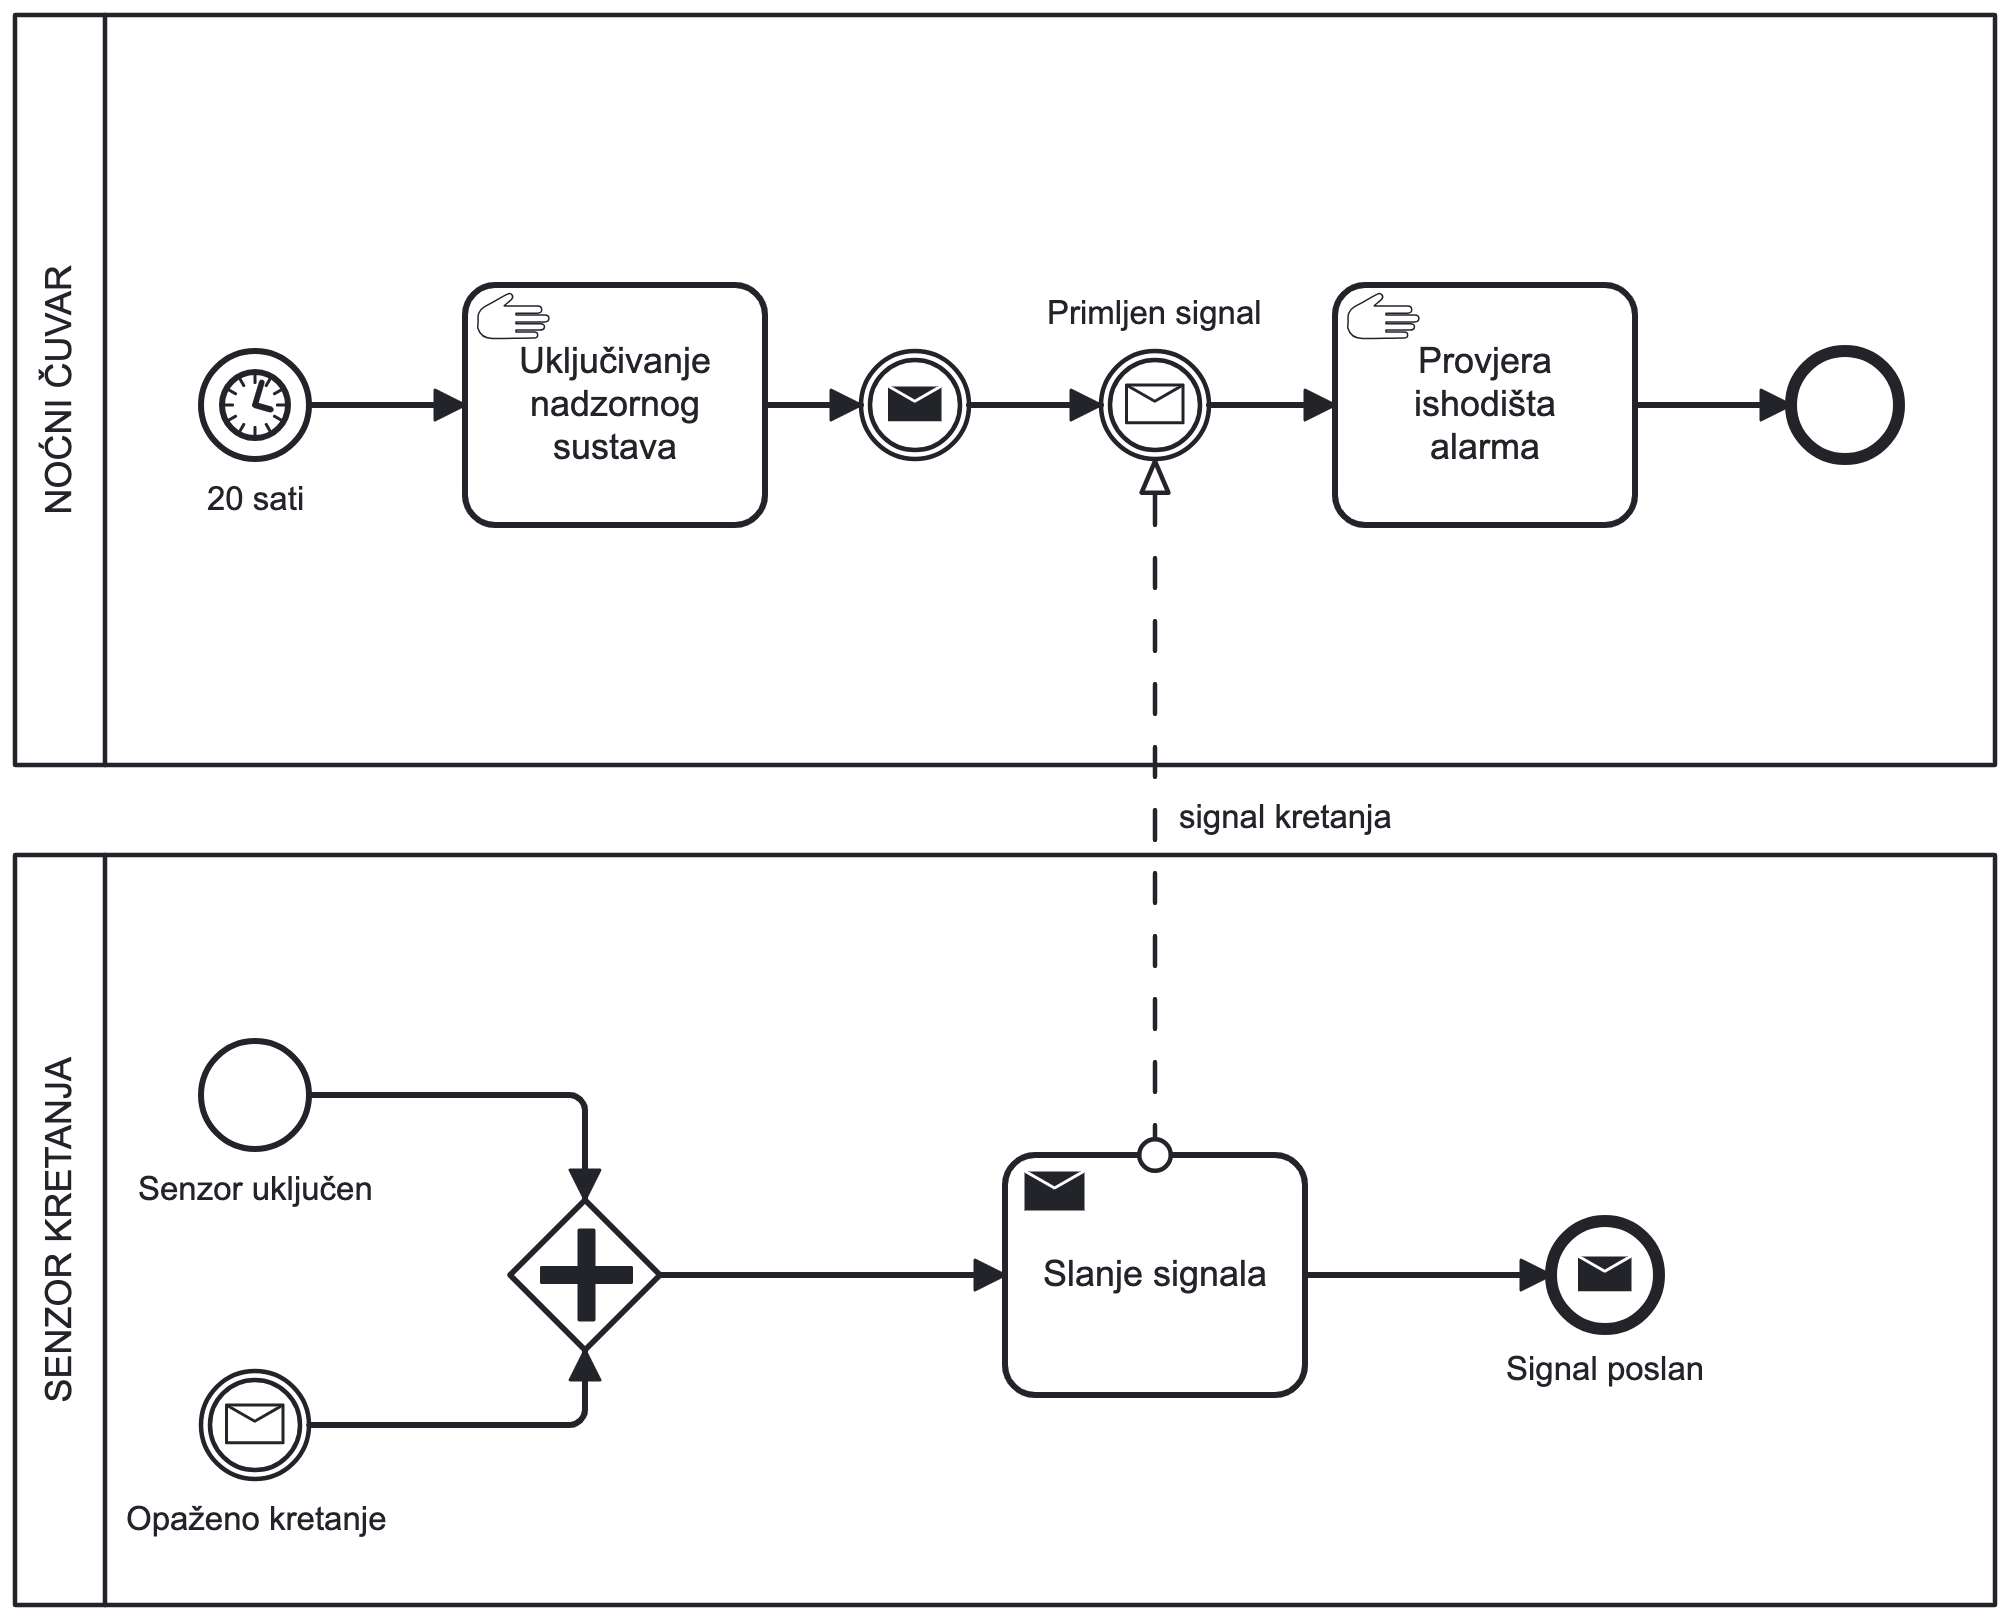 NOĆNI ČUVAR
20 sati
Uključivanje
nadzornog
sustava
Primljen signal
Provjera
ishodišta
alarma
signal kretanja
SENZOR KRETANJA
Senzor uključen
Opaženo kretanje
Slanje signala
Signal poslan